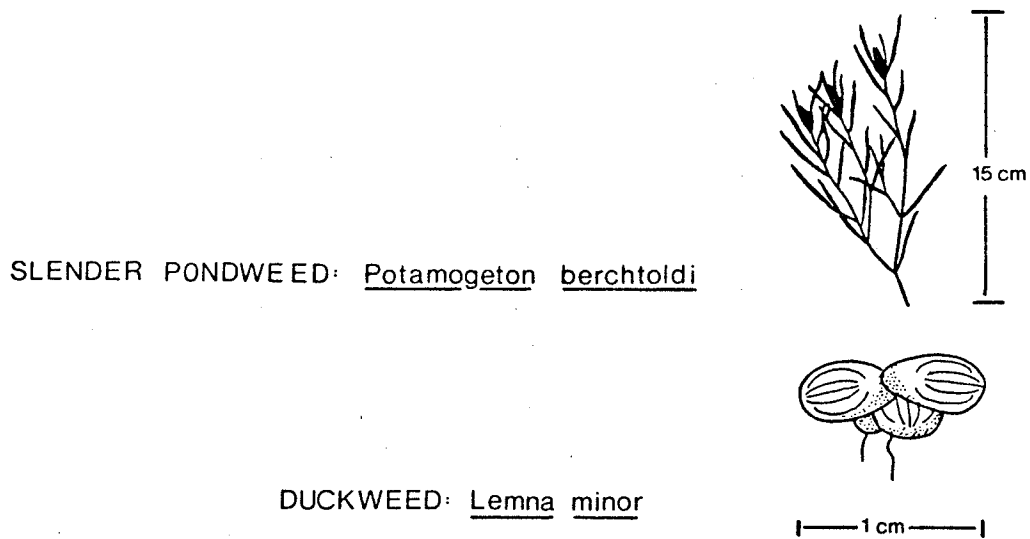 15 cm
SLENDER PONDWEED: Potamogeton berchtoldi
DUCKWEED: Lemna minor
1 cm